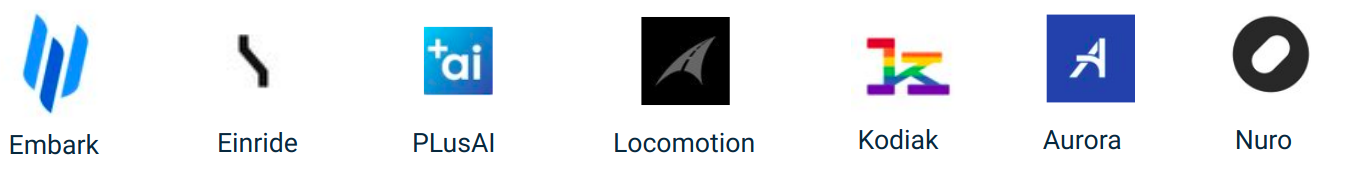 +ai
k
A
Embark
Einride
PLusAI
Locomotion
Kodiak
Aurora
Nuro